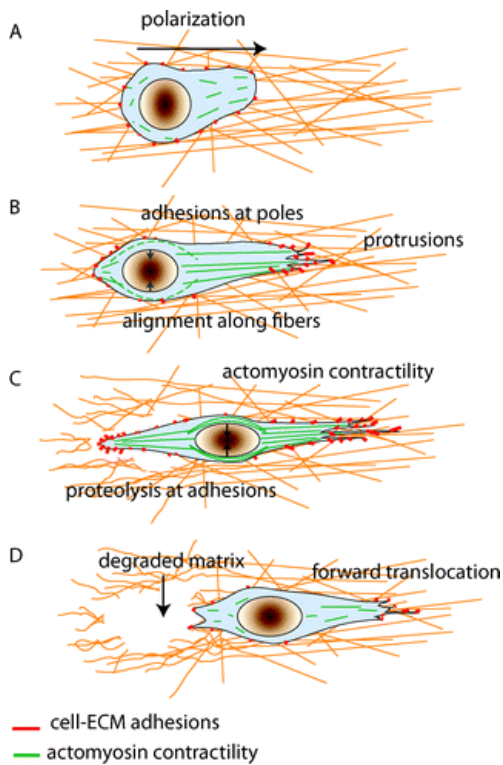 A
polarization
B
adhesions at poles
protrusions
alignment along fibers
C
actomyosin contractility
proteolysis at adhesions
D
degraded matrix
forward translocation
cell-ECM adhesions
actomyosin contractility